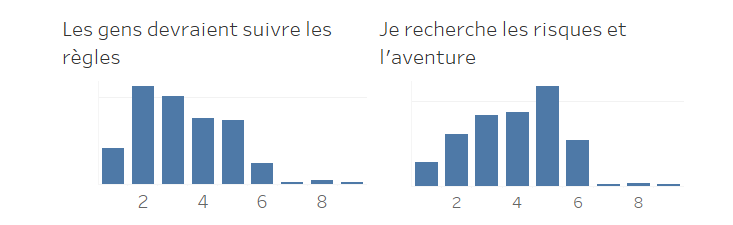 Les gens devraient suivre les
règles
2 4 6 8
Je recherche les risques et
l'aventure
2 4 6 8